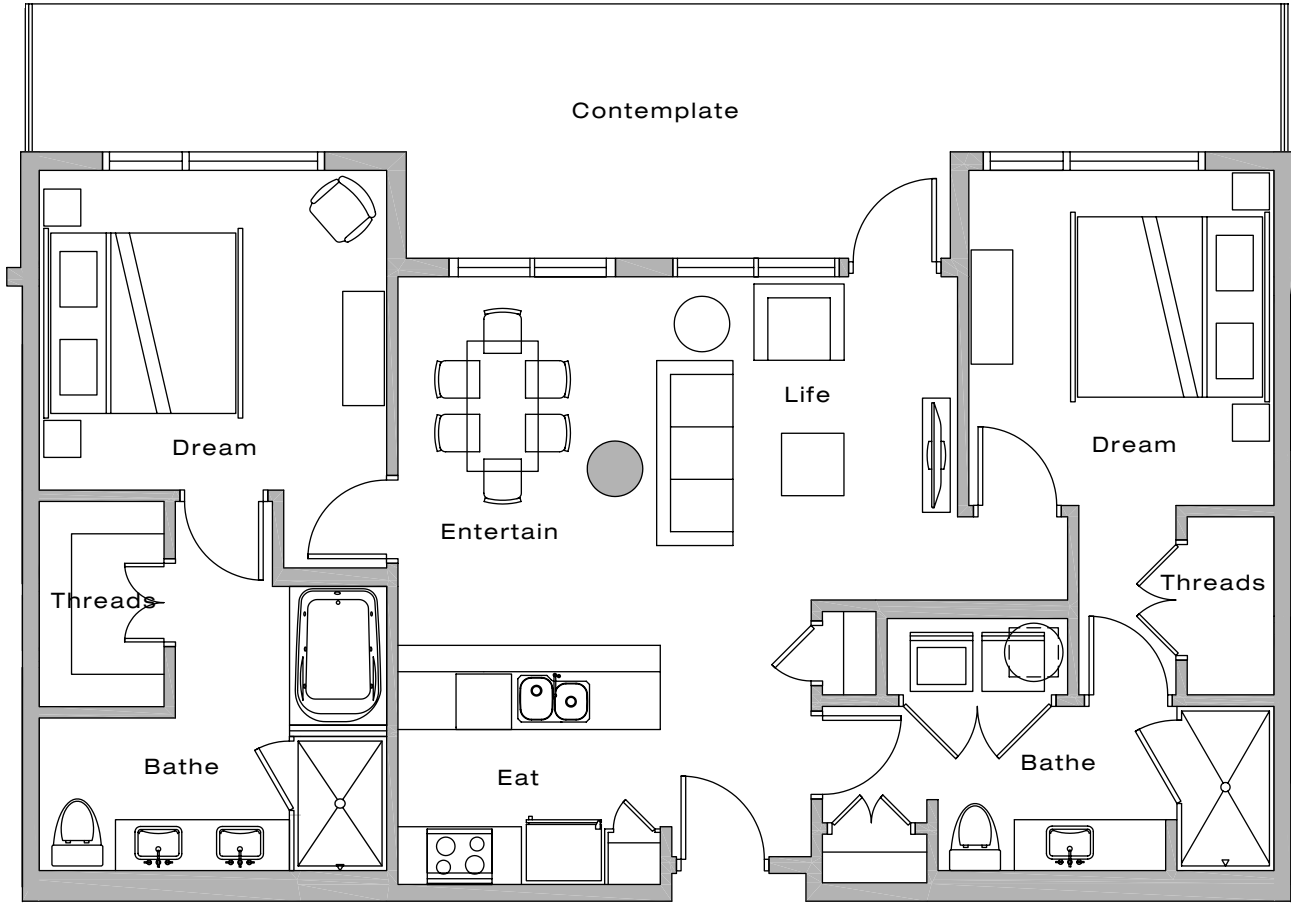 Contemplate
Life
Dream
Dream
Entertain
Threads
Threads
Bathe
Eat
Bathe